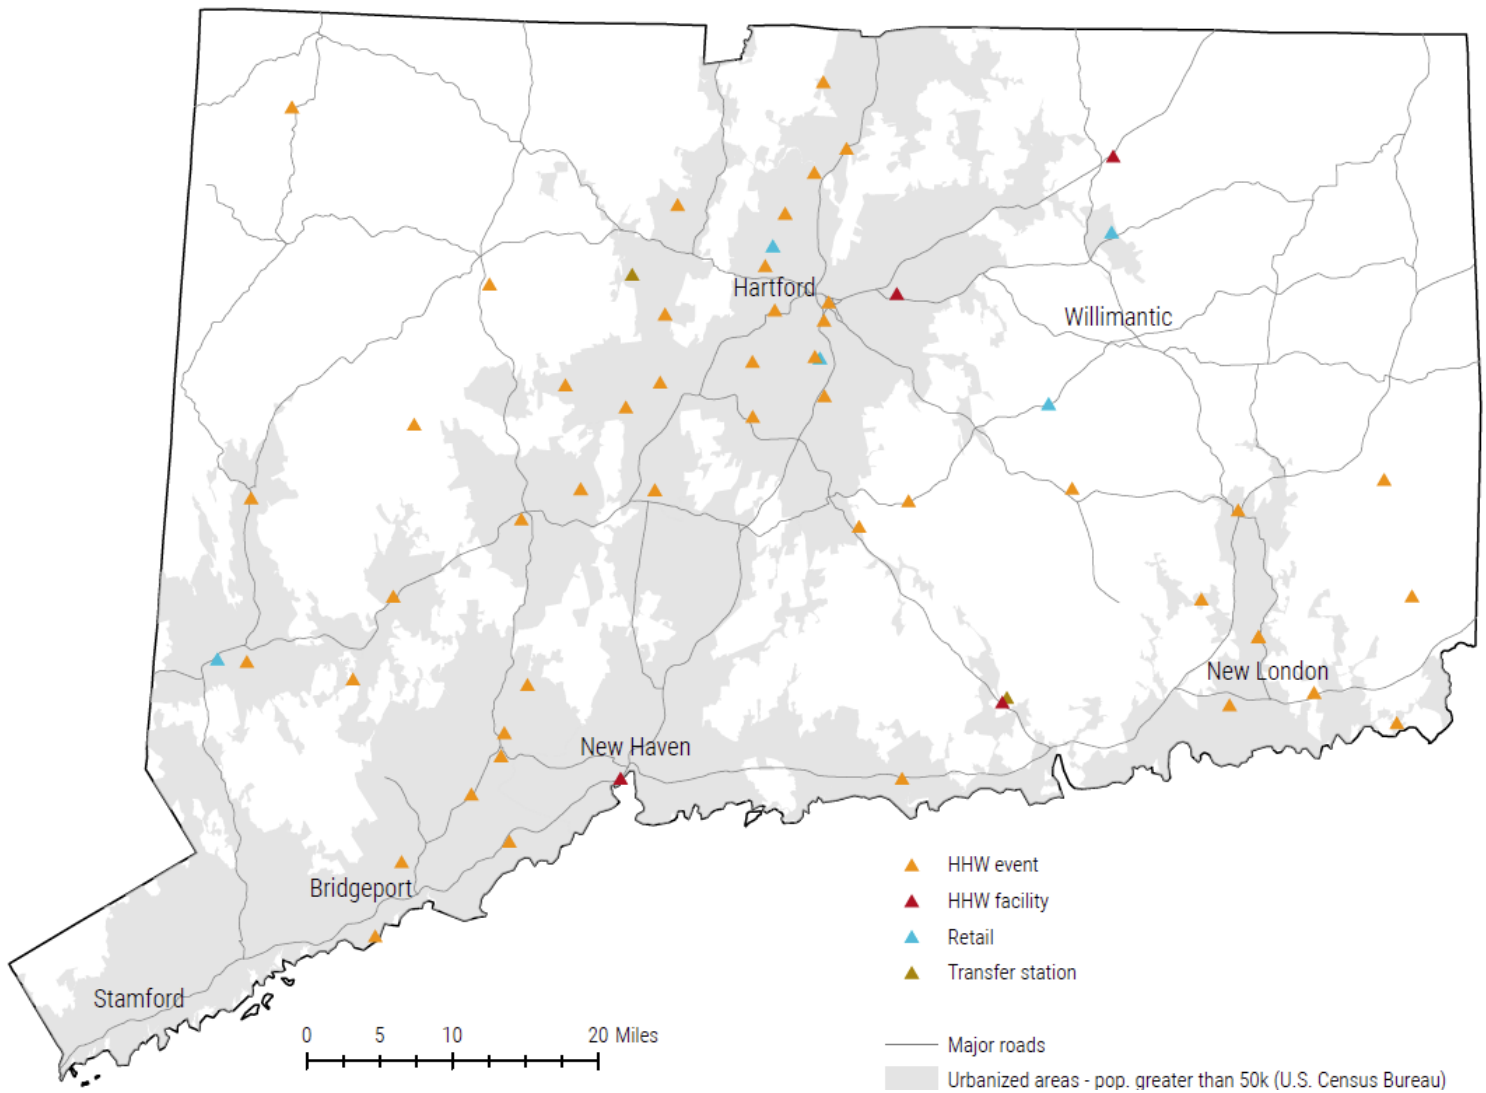 Hartford
Willimantic
New London
New Haven
Bridgeport
Stamford
0 5 10 20 Miles
HHW event
HHW facility
Retail
Transfer station
Major roads
Urbanized areas - pop. greater than 50k (U.S. Census Bureau)